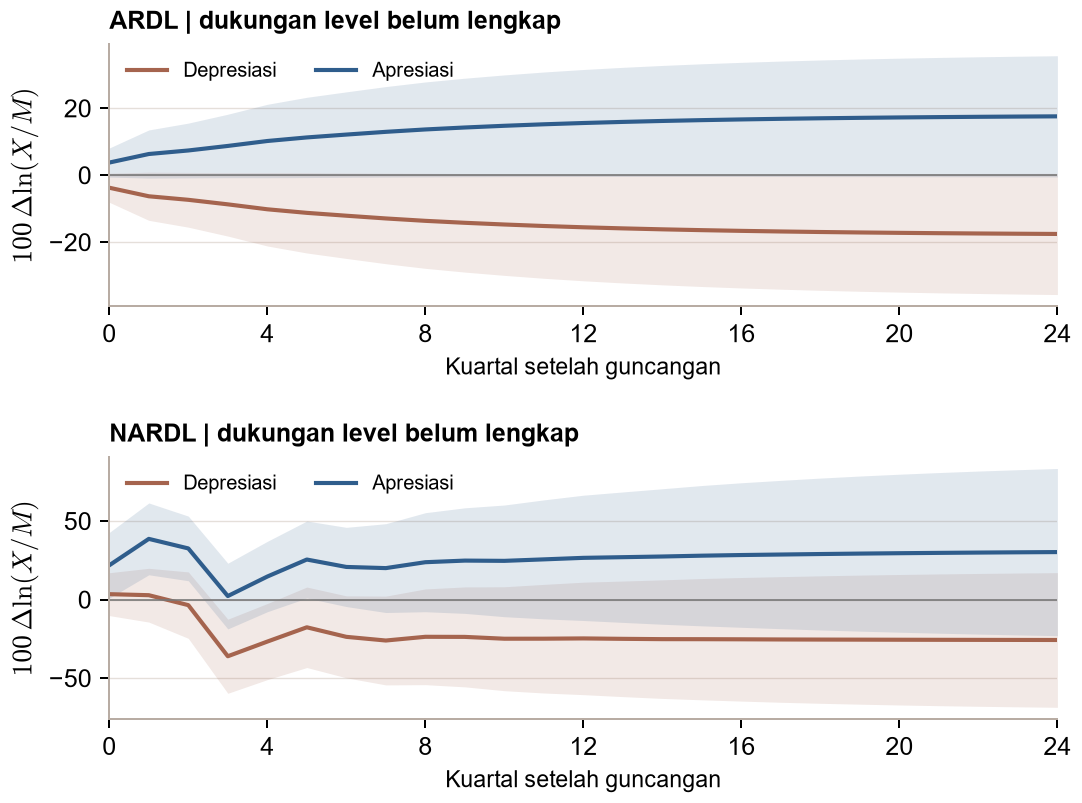 ARDL | dukungan level belum lengkap
Depresiasi Apresiasi
100 Δln(X/M)
20
0
−20
0 4 8 12 16 20 24
Kuartal setelah guncangan
NARDL | dukungan level belum lengkap
Depresiasi Apresiasi
100 Δln(X/M)
50
0
−50
0 4 8 12 16 20 24
Kuartal setelah guncangan